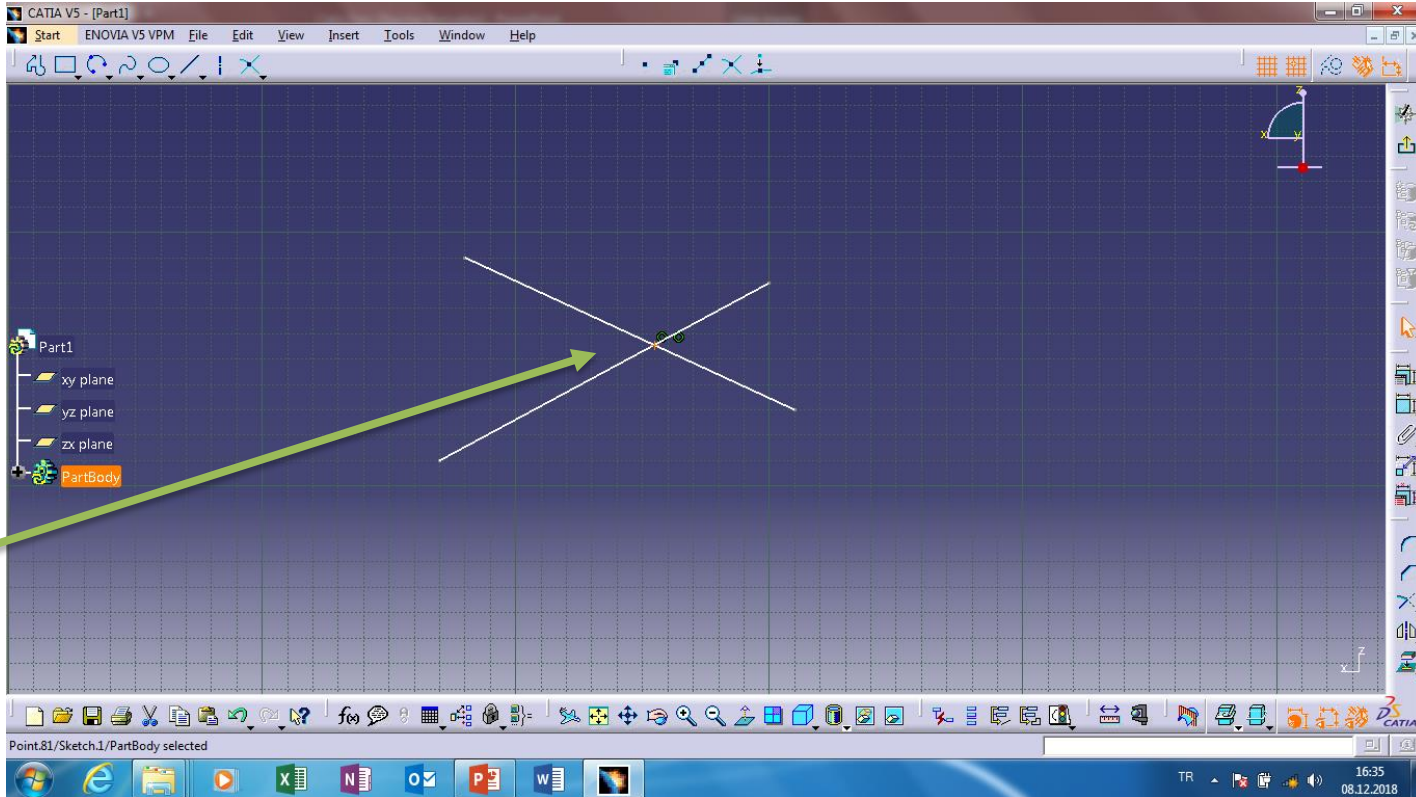 CATIA V5 - [Part1]
Start ENOVIA V5 VPM File Edit View Insert Tools Window Help
z
x y
Part1
xy plane
yz plane
zx plane
PartBody
z
x
f(x)
CATIA
Point.81/Sketch.1/PartBody selected
TR 16:35
08.12.2018